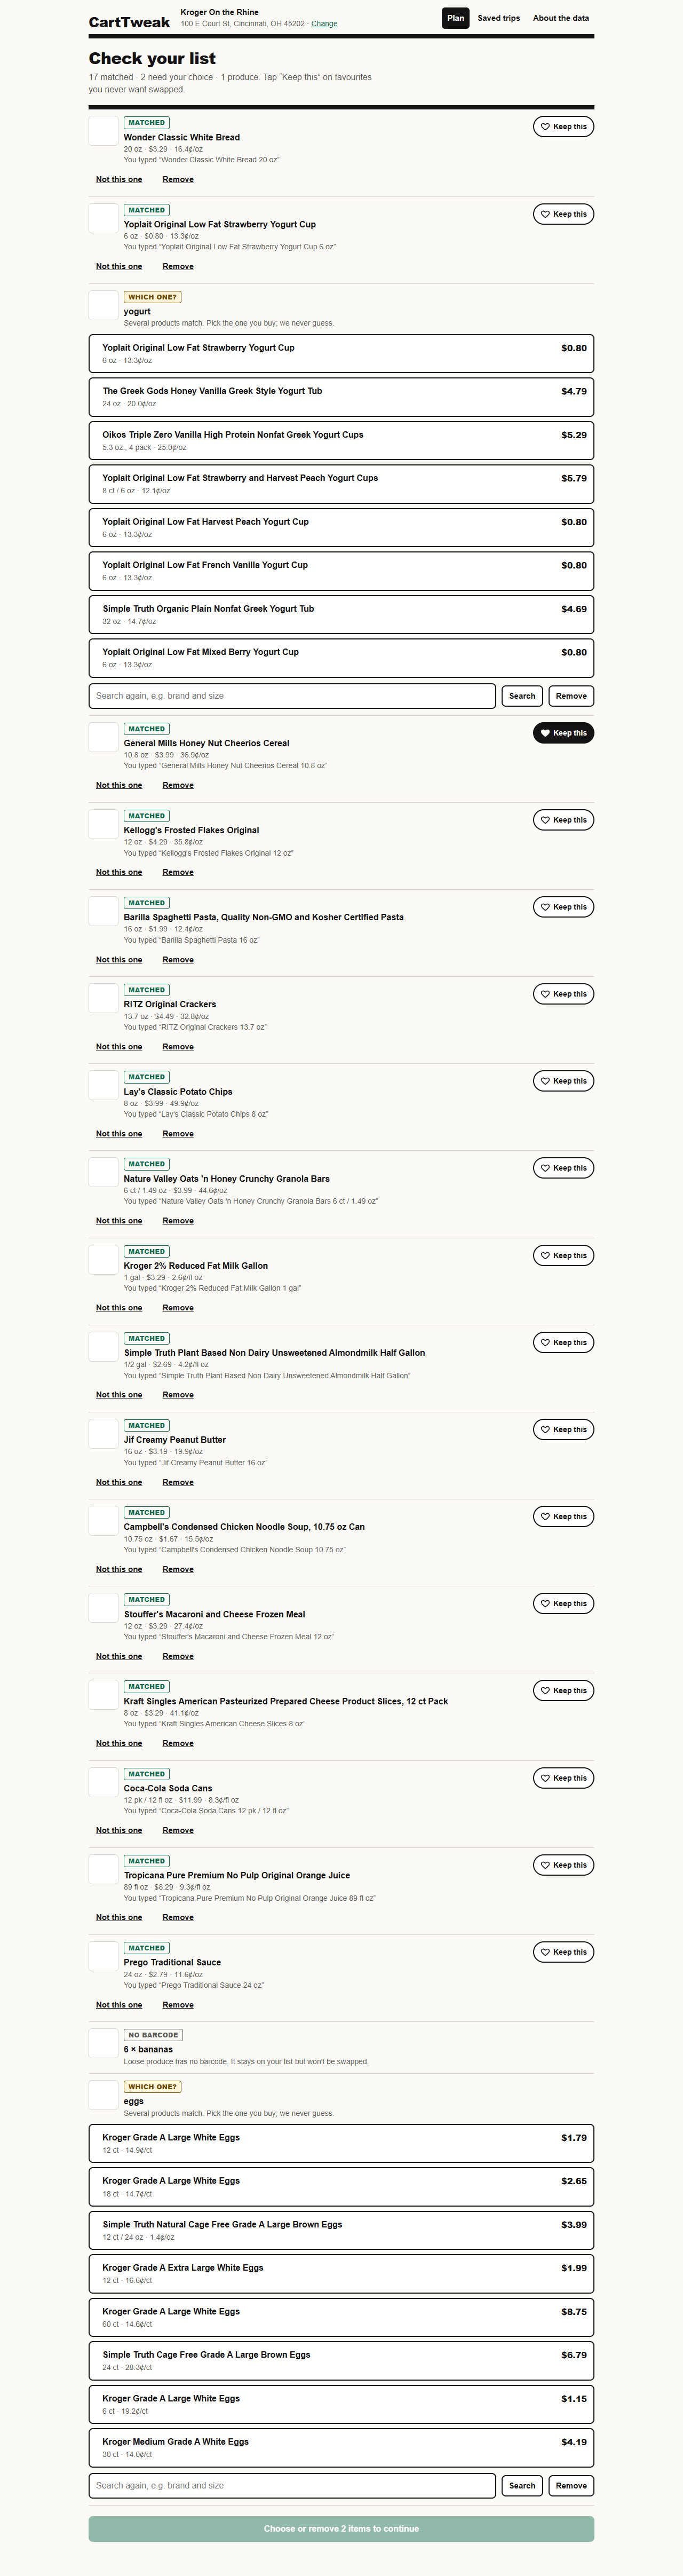 CartTweak
Kroger On the Rhine
100 E Court St, Cincinnati, OH 45202 · Change
Plan
Saved trips
About the data
Check your list
17 matched · 2 need your choice · 1 produce. Tap "Keep this" on favourites
you never want swapped.
MATCHED
Keep this
Wonder Classic White Bread
20 oz · $3.29 · 16.4¢/oz
You typed "Wonder Classic White Bread 20 oz"
Not this one
Remove
MATCHED
Keep this
Yoplait Original Low Fat Strawberry Yogurt Cup
6 oz · $0.80 · 13.3¢/oz
You typed "Yoplait Original Low Fat Strawberry Yogurt Cup 6 oz"
Not this one
Remove
WHICH ONE?
yogurt
Several products match. Pick the one you buy; we never guess.
Yoplait Original Low Fat Strawberry Yogurt Cup
$0.80
6 oz · 13.3¢/oz
The Greek Gods Honey Vanilla Greek Style Yogurt Tub
$4.79
24 oz · 20.0¢/oz
Oikos Triple Zero Vanilla High Protein Nonfat Greek Yogurt Cups
$5.29
5.3 oz., 4 pack · 25.0¢/oz
Yoplait Original Low Fat Strawberry and Harvest Peach Yogurt Cups
$5.79
8 ct / 6 oz · 12.1¢/oz
Yoplait Original Low Fat Harvest Peach Yogurt Cup
$0.80
6 oz · 13.3¢/oz
Yoplait Original Low Fat French Vanilla Yogurt Cup
$0.80
6 oz · 13.3¢/oz
Simple Truth Organic Plain Nonfat Greek Yogurt Tub
$4.69
32 oz · 14.7¢/oz
Yoplait Original Low Fat Mixed Berry Yogurt Cup
$0.80
6 oz · 13.3¢/oz
Search again, e.g. brand and size
Search
Remove
MATCHED
Keep this
General Mills Honey Nut Cheerios Cereal
10.8 oz · $3.99 · 36.9¢/oz
You typed "General Mills Honey Nut Cheerios Cereal 10.8 oz"
Not this one
Remove
MATCHED
Keep this
Kellogg's Frosted Flakes Original
12 oz · $4.29 · 35.8¢/oz
You typed "Kellogg's Frosted Flakes Original 12 oz"
Not this one
Remove
MATCHED
Keep this
Barilla Spaghetti Pasta, Quality Non-GMO and Kosher Certified Pasta
16 oz · $1.99 · 12.4¢/oz
You typed "Barilla Spaghetti Pasta 16 oz"
Not this one
Remove
MATCHED
Keep this
RITZ Original Crackers
13.7 oz · $4.49 · 32.8¢/oz
You typed "RITZ Original Crackers 13.7 oz"
Not this one
Remove
MATCHED
Keep this
Lay's Classic Potato Chips
8 oz · $3.99 · 49.9¢/oz
You typed "Lay's Classic Potato Chips 8 oz"
Not this one
Remove
MATCHED
Keep this
Nature Valley Oats 'n Honey Crunchy Granola Bars
6 ct / 1.49 oz · $3.99 · 44.6¢/oz
You typed "Nature Valley Oats 'n Honey Crunchy Granola Bars 6 ct / 1.49 oz"
Not this one
Remove
MATCHED
Keep this
Kroger 2% Reduced Fat Milk Gallon
1 gal · $3.29 · 2.6¢/fl oz
You typed "Kroger 2% Reduced Fat Milk Gallon 1 gal"
Not this one
Remove
MATCHED
Keep this
Simple Truth Plant Based Non Dairy Unsweetened Almondmilk Half Gallon
1/2 gal · $2.69 · 4.2¢/fl oz
You typed "Simple Truth Plant Based Non Dairy Unsweetened Almondmilk Half Gallon"
Not this one
Remove
MATCHED
Keep this
Jif Creamy Peanut Butter
16 oz · $3.19 · 19.9¢/oz
You typed "Jif Creamy Peanut Butter 16 oz"
Not this one
Remove
MATCHED
Keep this
Campbell's Condensed Chicken Noodle Soup, 10.75 oz Can
10.75 oz · $1.67 · 15.5¢/oz
You typed "Campbell's Condensed Chicken Noodle Soup 10.75 oz"
Not this one
Remove
MATCHED
Keep this
Stouffer's Macaroni and Cheese Frozen Meal
12 oz · $3.29 · 27.4¢/oz
You typed "Stouffer's Macaroni and Cheese Frozen Meal 12 oz"
Not this one
Remove
MATCHED
Keep this
Kraft Singles American Pasteurized Prepared Cheese Product Slices, 12 ct Pack
8 oz · $3.29 · 41.1¢/oz
You typed "Kraft Singles American Cheese Slices 8 oz"
Not this one
Remove
MATCHED
Keep this
Coca-Cola Soda Cans
12 pk / 12 fl oz · $11.99 · 8.3¢/fl oz
You typed "Coca-Cola Soda Cans 12 pk / 12 fl oz"
Not this one
Remove
MATCHED
Keep this
Tropicana Pure Premium No Pulp Original Orange Juice
89 fl oz · $8.29 · 9.3¢/fl oz
You typed "Tropicana Pure Premium No Pulp Original Orange Juice 89 fl oz"
Not this one
Remove
MATCHED
Keep this
Prego Traditional Sauce
24 oz · $2.79 · 11.6¢/oz
You typed "Prego Traditional Sauce 24 oz"
Not this one
Remove
NO BARCODE
6 × bananas
Loose produce has no barcode. It stays on your list but won't be swapped.
WHICH ONE?
eggs
Several products match. Pick the one you buy; we never guess.
Kroger Grade A Large White Eggs
$1.79
12 ct · 14.9¢/ct
Kroger Grade A Large White Eggs
$2.65
18 ct · 14.7¢/ct
Simple Truth Natural Cage Free Grade A Large Brown Eggs
$3.99
12 ct / 24 oz · 1.4¢/oz
Kroger Grade A Extra Large White Eggs
$1.99
12 ct · 16.6¢/ct
Kroger Grade A Large White Eggs
$8.75
60 ct · 14.6¢/ct
Simple Truth Cage Free Grade A Large Brown Eggs
$6.79
24 ct · 28.3¢/ct
Kroger Grade A Large White Eggs
$1.15
6 ct · 19.2¢/ct
Kroger Medium Grade A White Eggs
$4.19
30 ct · 14.0¢/ct
Search again, e.g. brand and size
Search
Remove
Choose or remove 2 items to continue